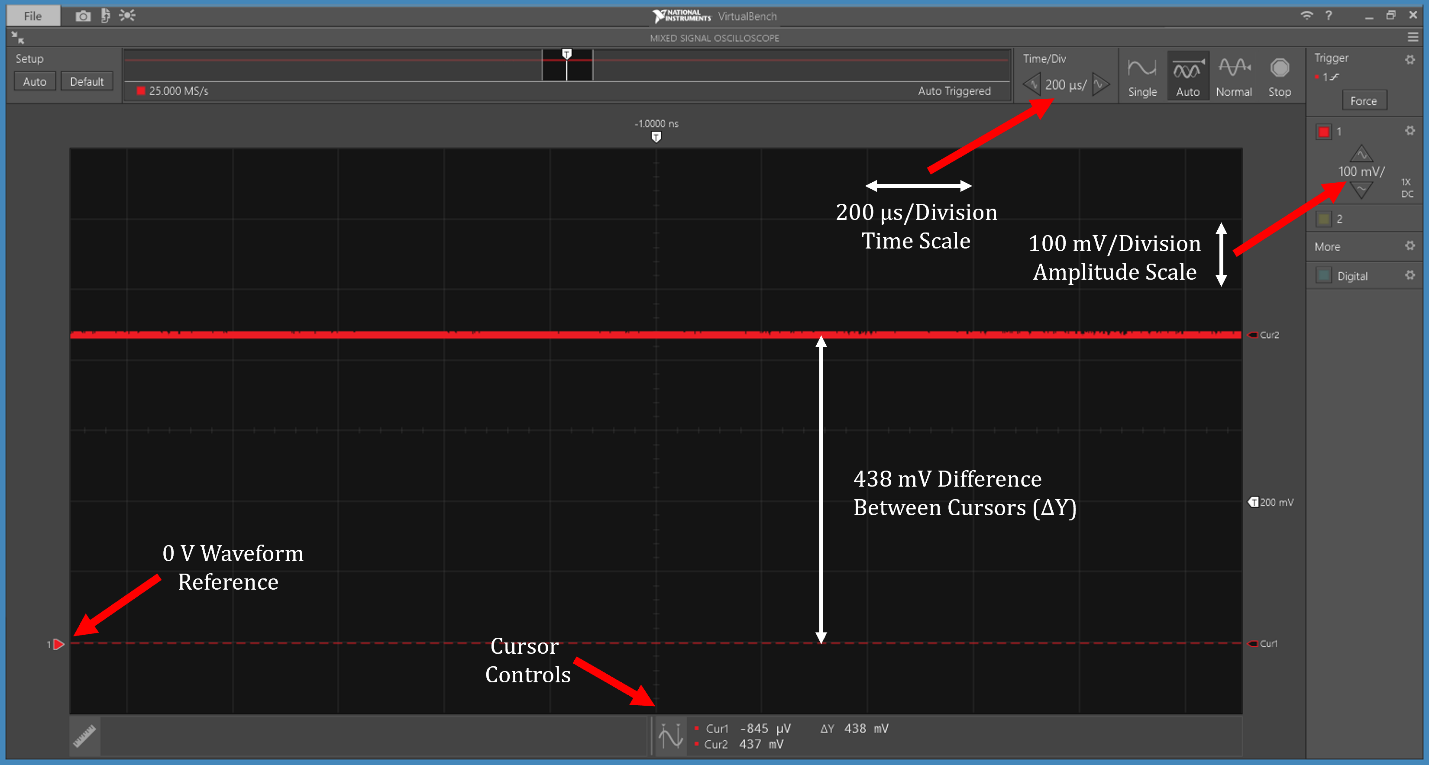 File
NATIONAL INSTRUMENTS VirtualBench
?
MIXED SIGNAL OSCILLOSCOPE
Setup
Auto Default
T
25.000 MS/s Auto Triggered
Time/Div
200 µs/
Single Auto Normal Stop
Trigger
1
Force
-1.0000 ns
T
1
100 mV/
1X
DC
2
More
Digital
200 µs/Division
Time Scale
100 mV/Division
Amplitude Scale
Cur2
438 mV Difference
Between Cursors (ΔY)
T 200 mV
0 V Waveform
Reference
1
Cur1
Cursor
Controls
Cur1 -845 µV ΔY 438 mV
Cur2 437 mV